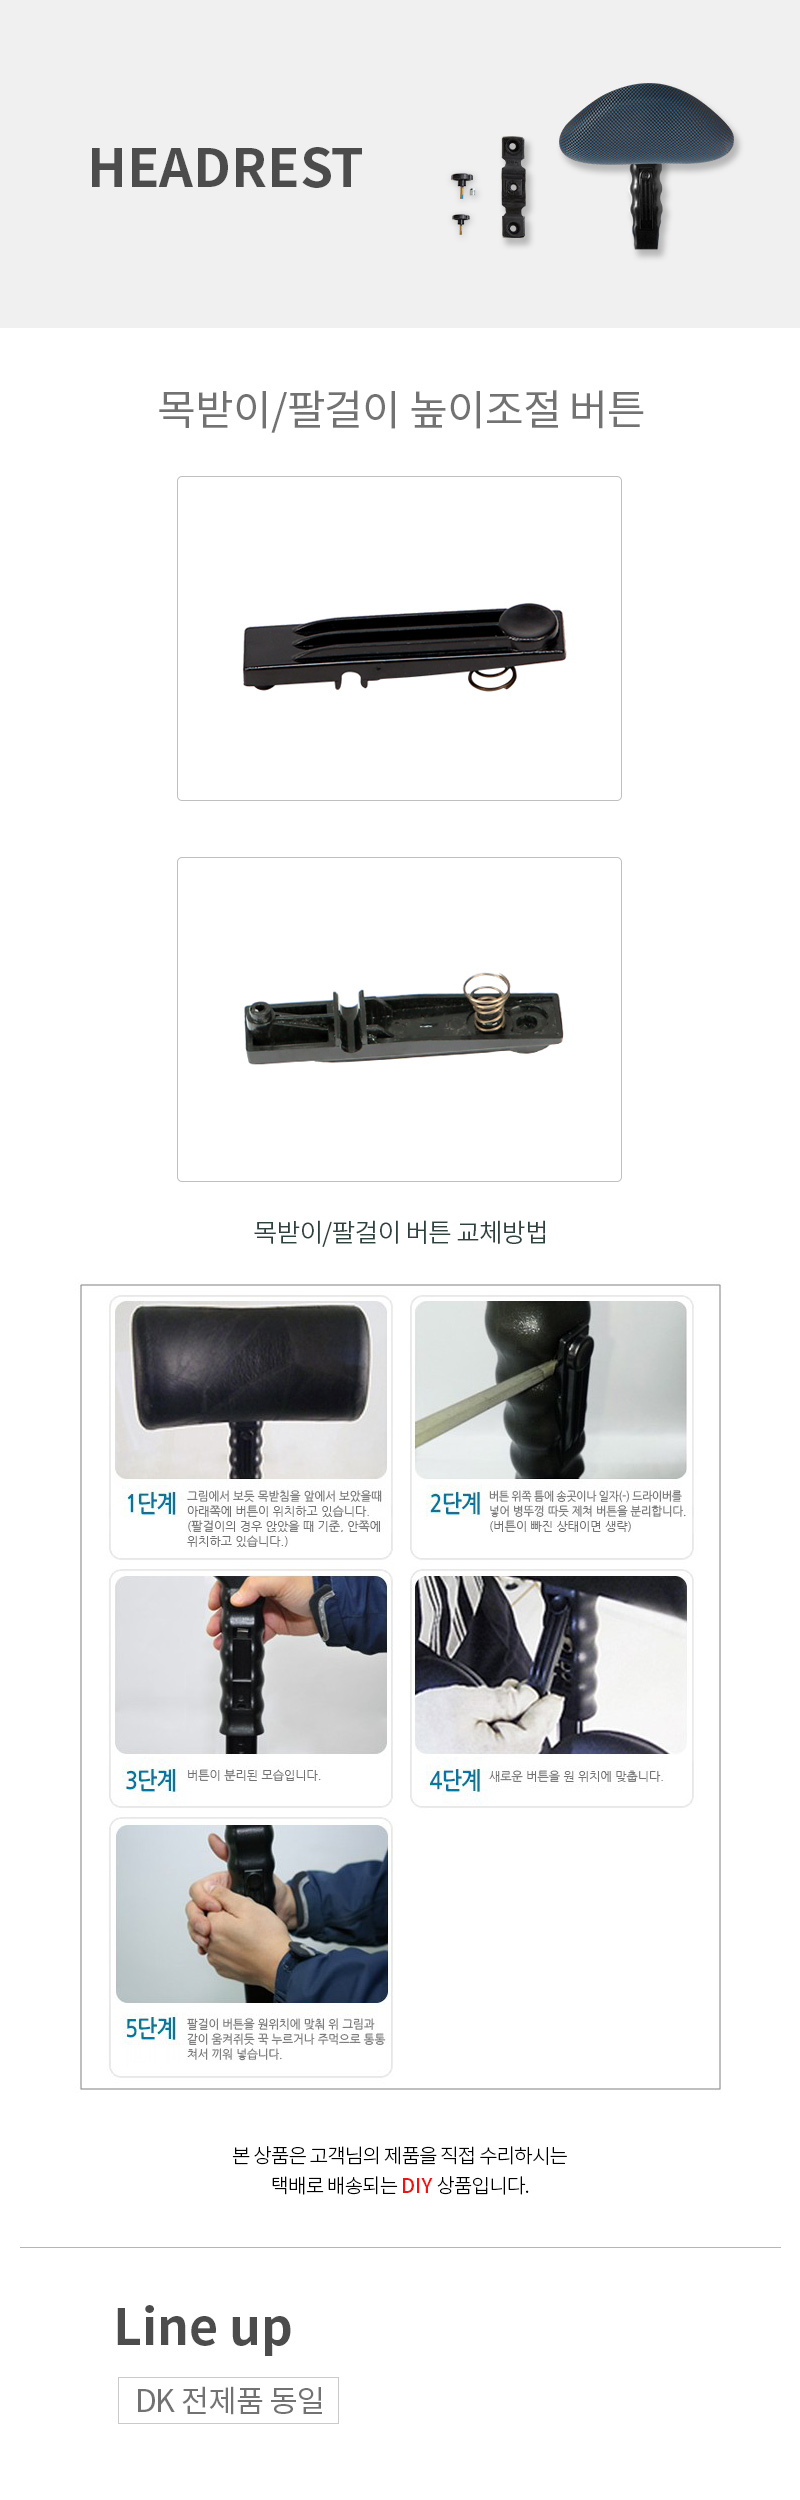 HEADREST
목받이/팔걸이 높이조절 버튼
목받이/팔걸이 버튼 교체방법
1단계
그림에서 보듯 목받침을 앞에서 보았을때
아래쪽에 버튼이 위치하고 있습니다.
(팔걸이의 경우 앉았을 때 기준, 안쪽에
위치하고 있습니다.)
2단계
버튼 위쪽 틈에 송곳이나 일자(-) 드라이버를
넣어 병뚜껑 따듯 제쳐 버튼을 분리합니다.
(버튼이 빠진 상태이면 생략)
3단계
버튼이 분리된 모습입니다.
4단계
새로운 버튼을 원 위치에 맞춥니다.
5단계
팔걸이 버튼을 원위치에 맞춰 위 그림과
같이 움켜쥐듯 꾹 누르거나 주먹으로 통통
쳐서 끼워 넣습니다.
본 상품은 고객님의 제품을 직접 수리하시는
택배로 배송되는 DIY 상품입니다.
Line up
DK 전제품 동일